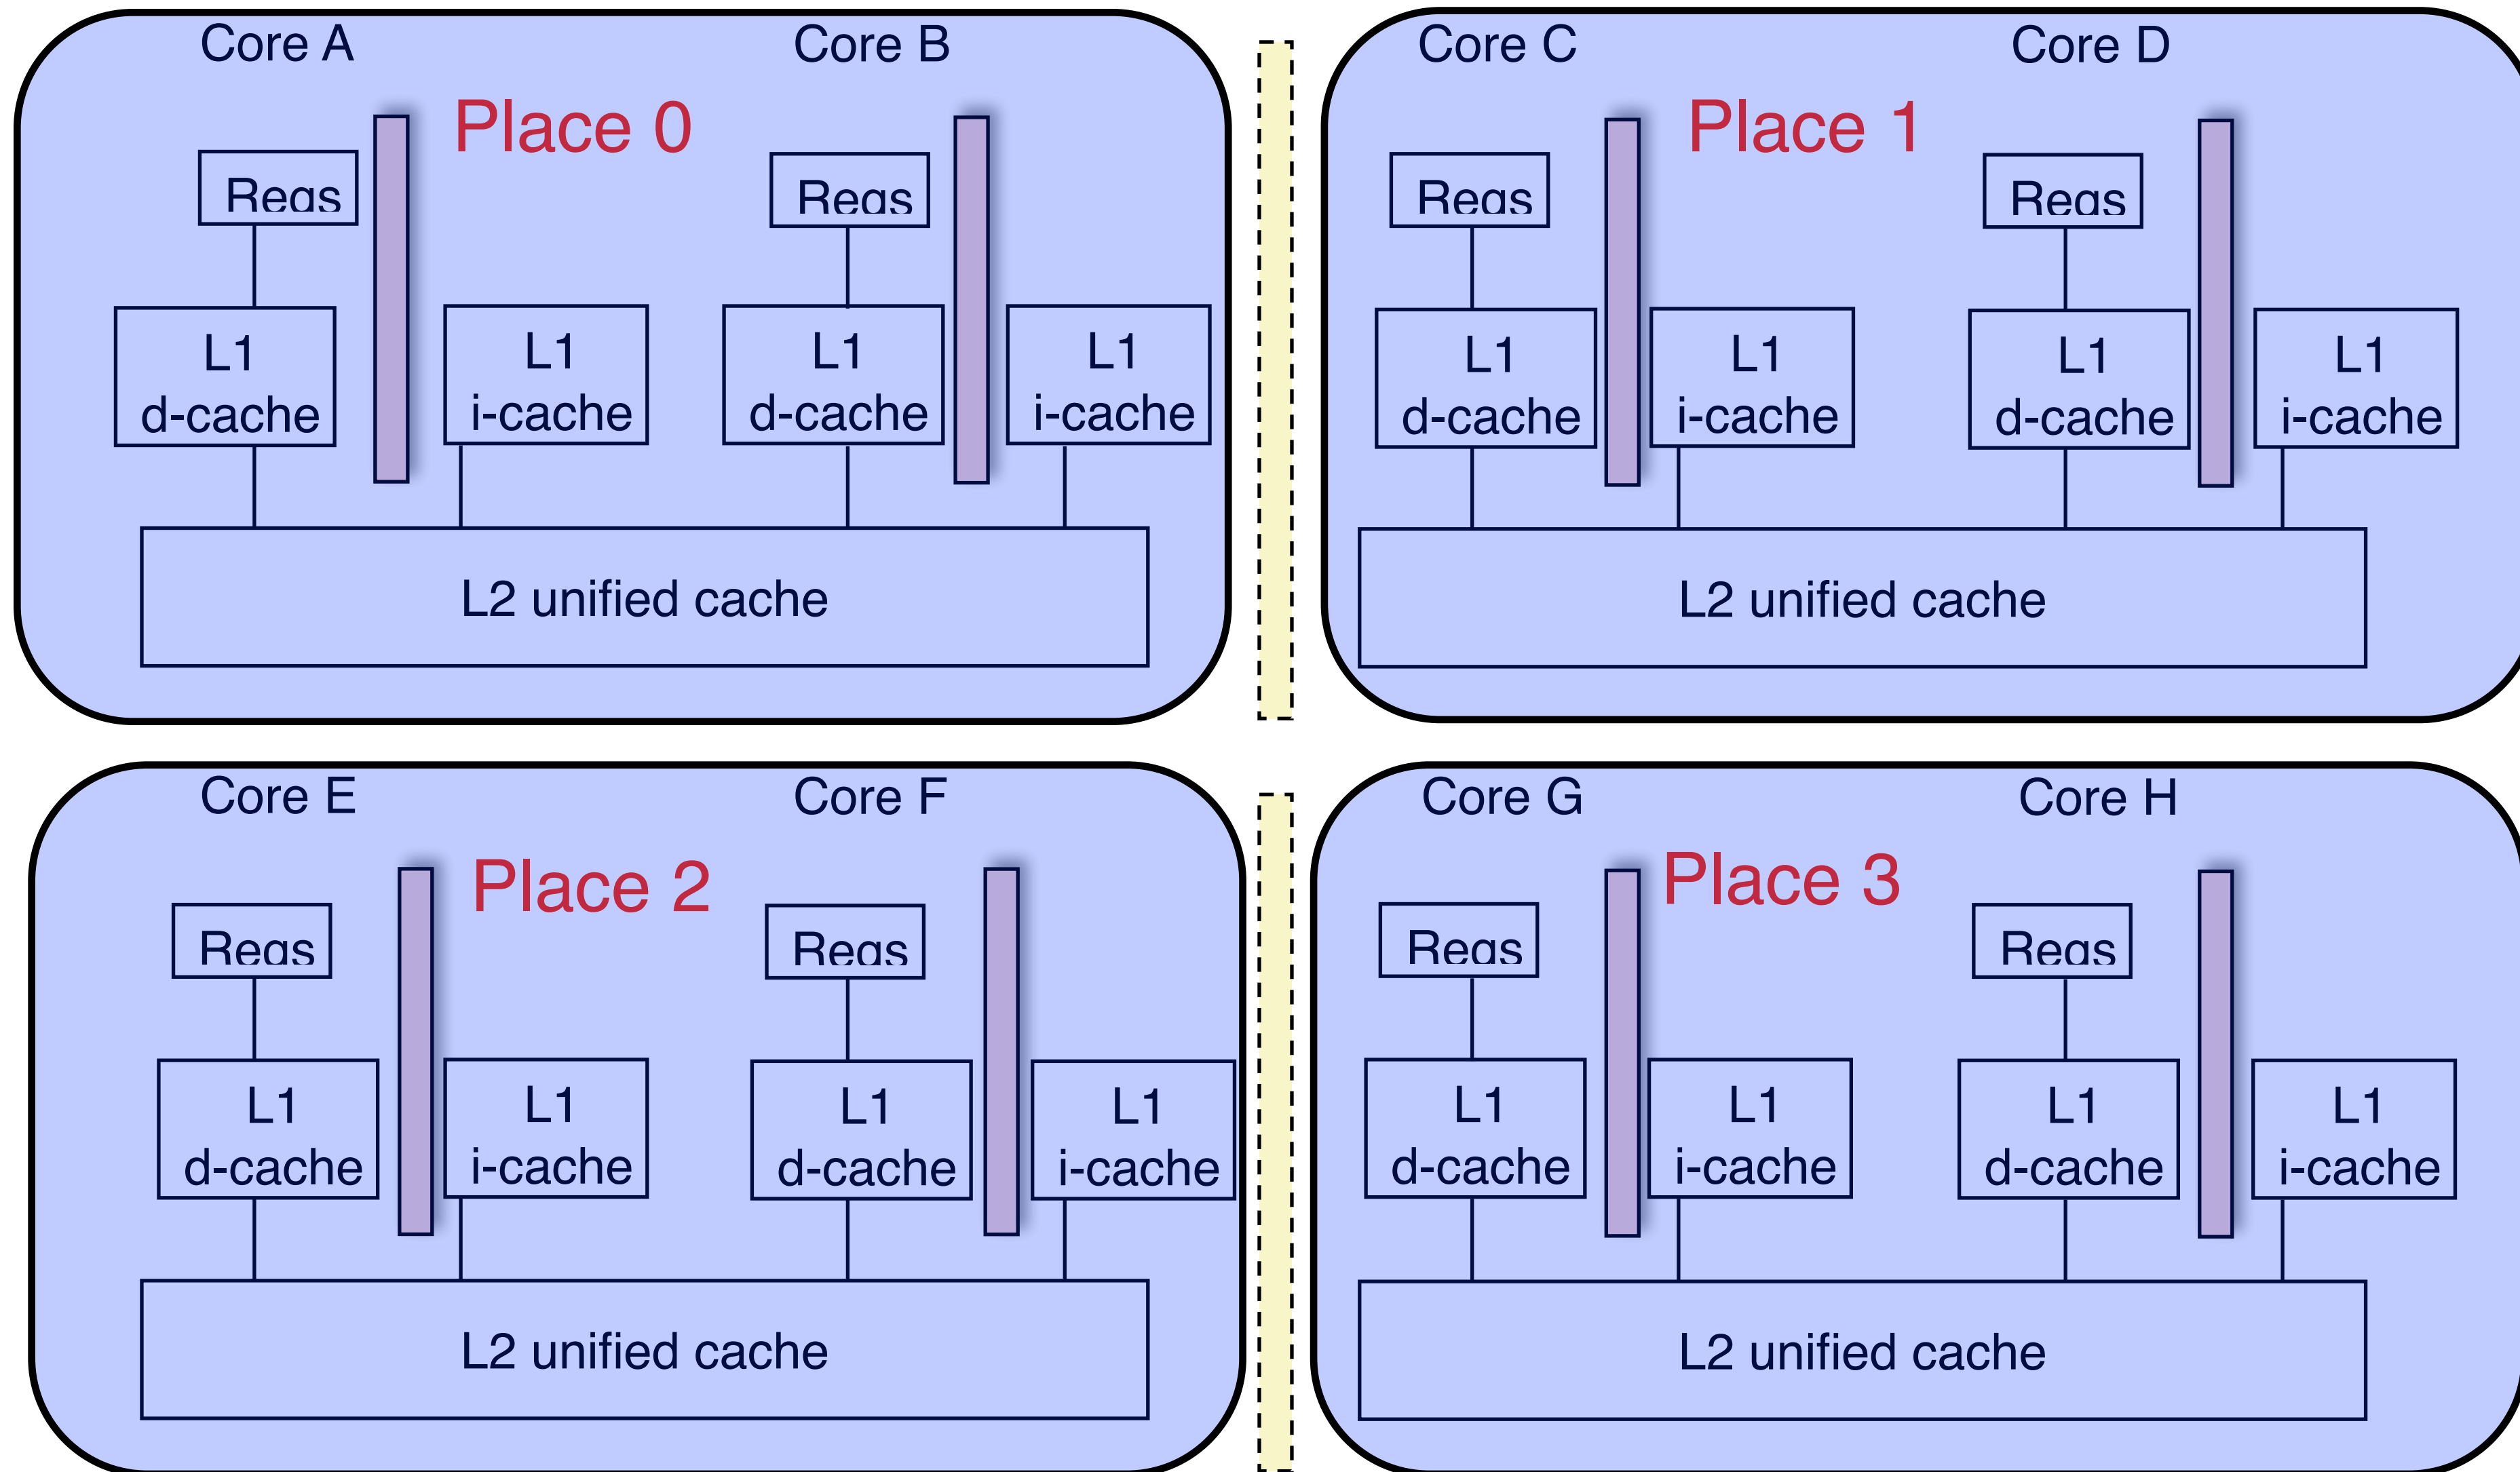 Core A
Core B
Core C
Core D
Place 0
Place 1
Regs
Regs
Regs
Regs
L1
d-cache
L1
i-cache
L1
d-cache
L1
i-cache
L1
d-cache
L1
i-cache
L1
d-cache
L1
i-cache
L2 unified cache
L2 unified cache
Core E
Core F
Core G
Core H
Place 2
Place 3
Regs
Regs
Regs
Regs
L1
d-cache
L1
i-cache
L1
d-cache
L1
i-cache
L1
d-cache
L1
i-cache
L1
d-cache
L1
i-cache
L2 unified cache
L2 unified cache